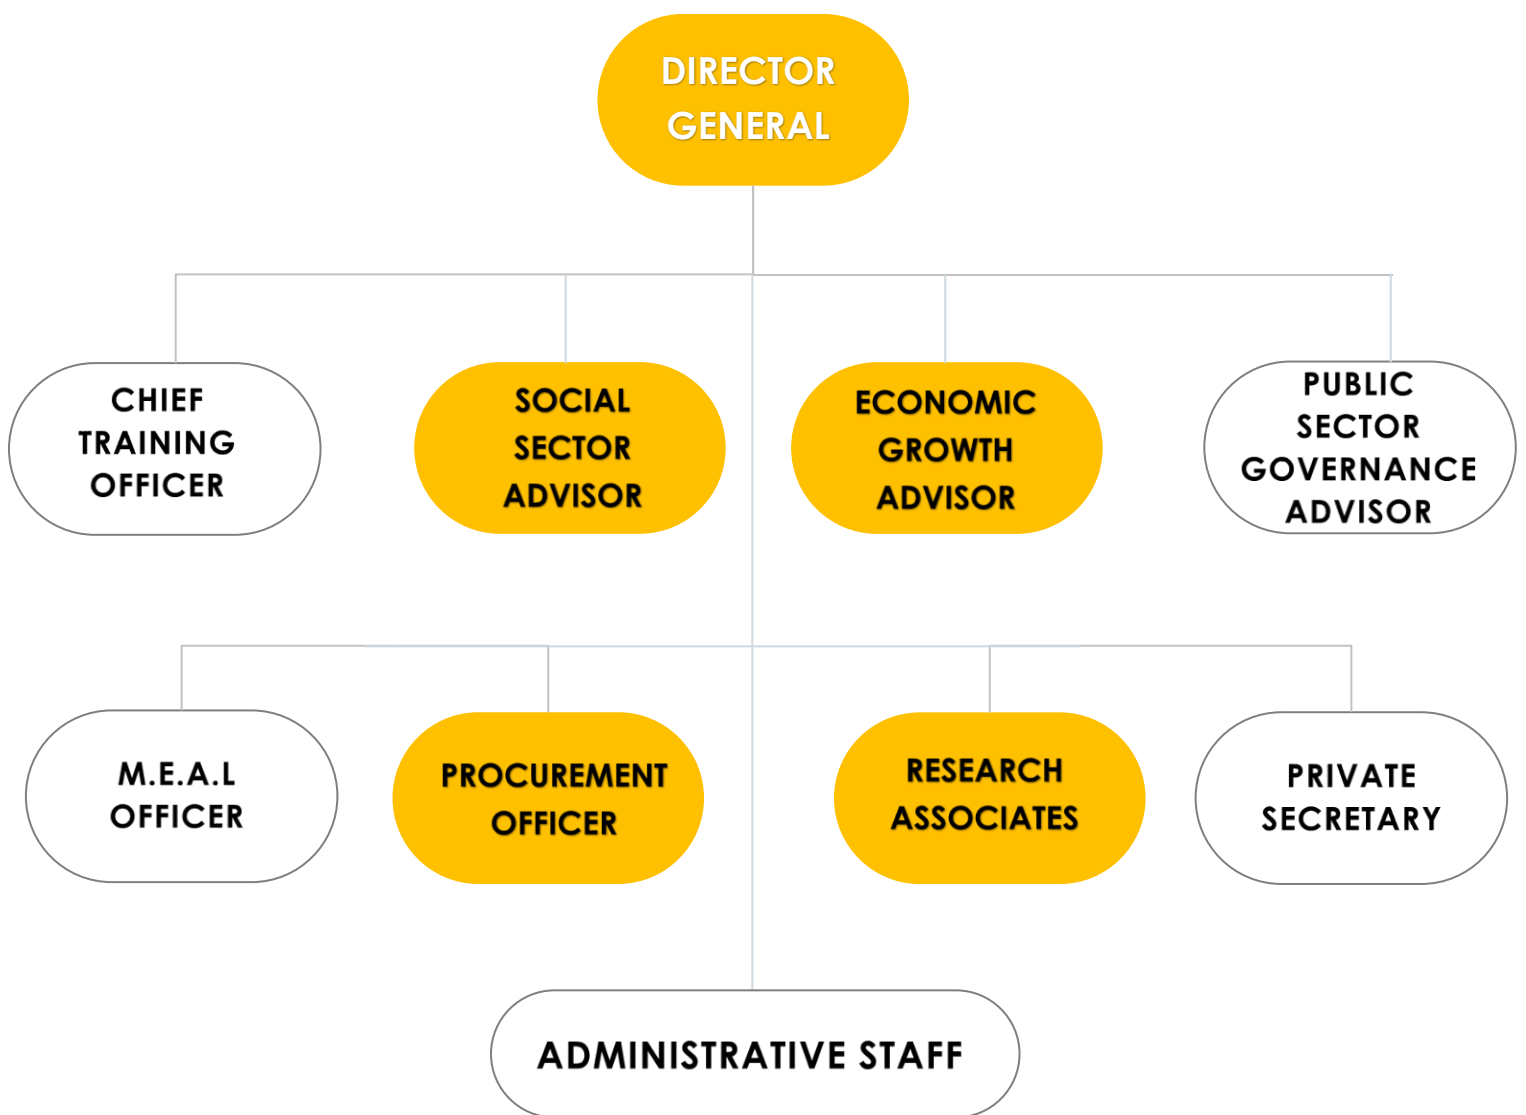 DIRECTOR
GENERAL
CHIEF
TRAINING
OFFICER
SOCIAL
SECTOR
ADVISOR
ECONOMIC
GROWTH
ADVISOR
PUBLIC
SECTOR
GOVERNANCE
ADVISOR
M.E.A.L
OFFICER
PROCUREMENT
OFFICER
RESEARCH
ASSOCIATES
PRIVATE
SECRETARY
ADMINISTRATIVE STAFF